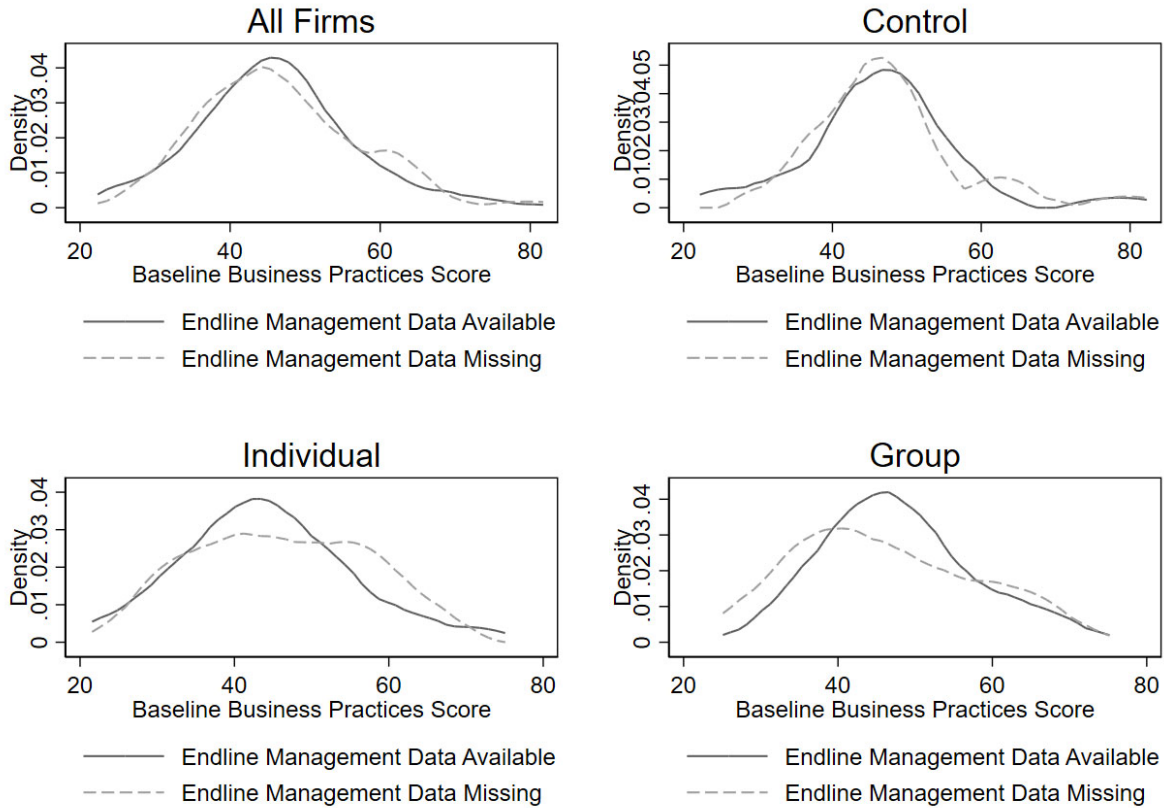 All Firms
Density
0 .01 .02 .03 .04
20 40 60 80
Baseline Business Practices Score
Endline Management Data Available
Endline Management Data Missing
Control
Density
0 .01 .02 .03 .04 .05
20 40 60 80
Baseline Business Practices Score
Endline Management Data Available
Endline Management Data Missing
Individual
Density
0 .01 .02 .03 .04
20 40 60 80
Baseline Business Practices Score
Endline Management Data Available
Endline Management Data Missing
Group
Density
0 .01 .02 .03 .04
20 40 60 80
Baseline Business Practices Score
Endline Management Data Available
Endline Management Data Missing